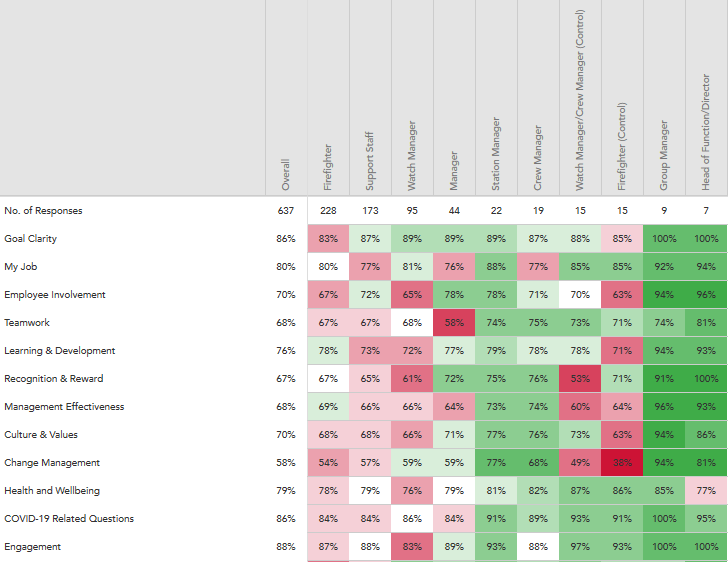 Overall Firefighter Support Staff Watch Manager Manager Station Manager Crew Manager Watch Manager/Crew Manager (Control) Firefighter (Control) Group Manager Head of Function/Director
No. of Responses 637 228 173 95 44 22 19 15 15 9 7
Goal Clarity 86% 83% 87% 89% 89% 89% 87% 88% 85% 100% 100%
My Job 80% 80% 77% 81% 76% 88% 77% 85% 85% 92% 94%
Employee Involvement 70% 67% 72% 65% 78% 78% 71% 70% 63% 94% 96%
Teamwork 68% 67% 67% 68% 58% 74% 75% 73% 71% 74% 81%
Learning & Development 76% 78% 73% 72% 77% 79% 78% 78% 71% 94% 93%
Recognition & Reward 67% 67% 65% 61% 72% 75% 76% 53% 71% 91% 100%
Management Effectiveness 68% 69% 66% 66% 64% 73% 74% 60% 64% 96% 93%
Culture & Values 70% 68% 68% 66% 71% 77% 76% 73% 63% 94% 86%
Change Management 58% 54% 57% 59% 59% 77% 68% 49% 38% 94% 81%
Health and Wellbeing 79% 78% 79% 76% 79% 81% 82% 87% 86% 85% 77%
COVID-19 Related Questions 86% 84% 84% 86% 84% 91% 89% 93% 91% 100% 95%
Engagement 88% 87% 88% 83% 89% 93% 88% 97% 93% 100% 100%